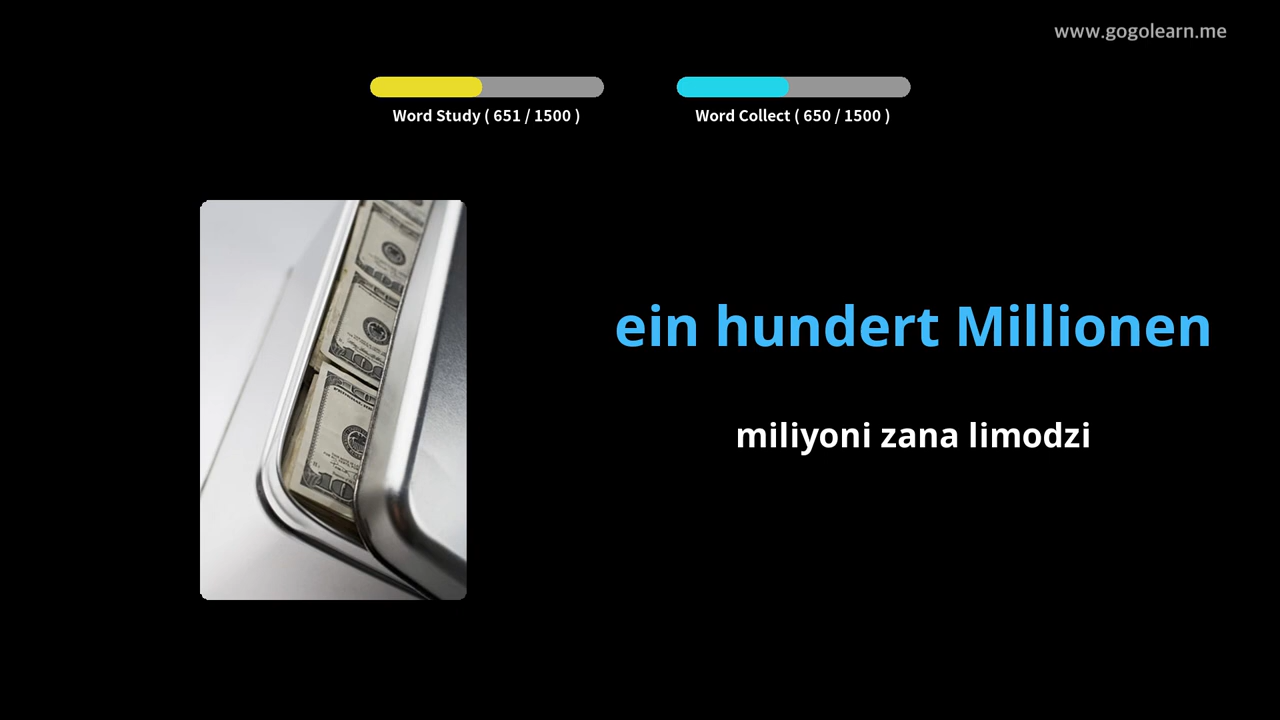 www.gogolearn.me
Word Study ( 651 / 1500 )
Word Collect ( 650 / 1500 )
ein hundert Millionen
miliyoni zana limodzi